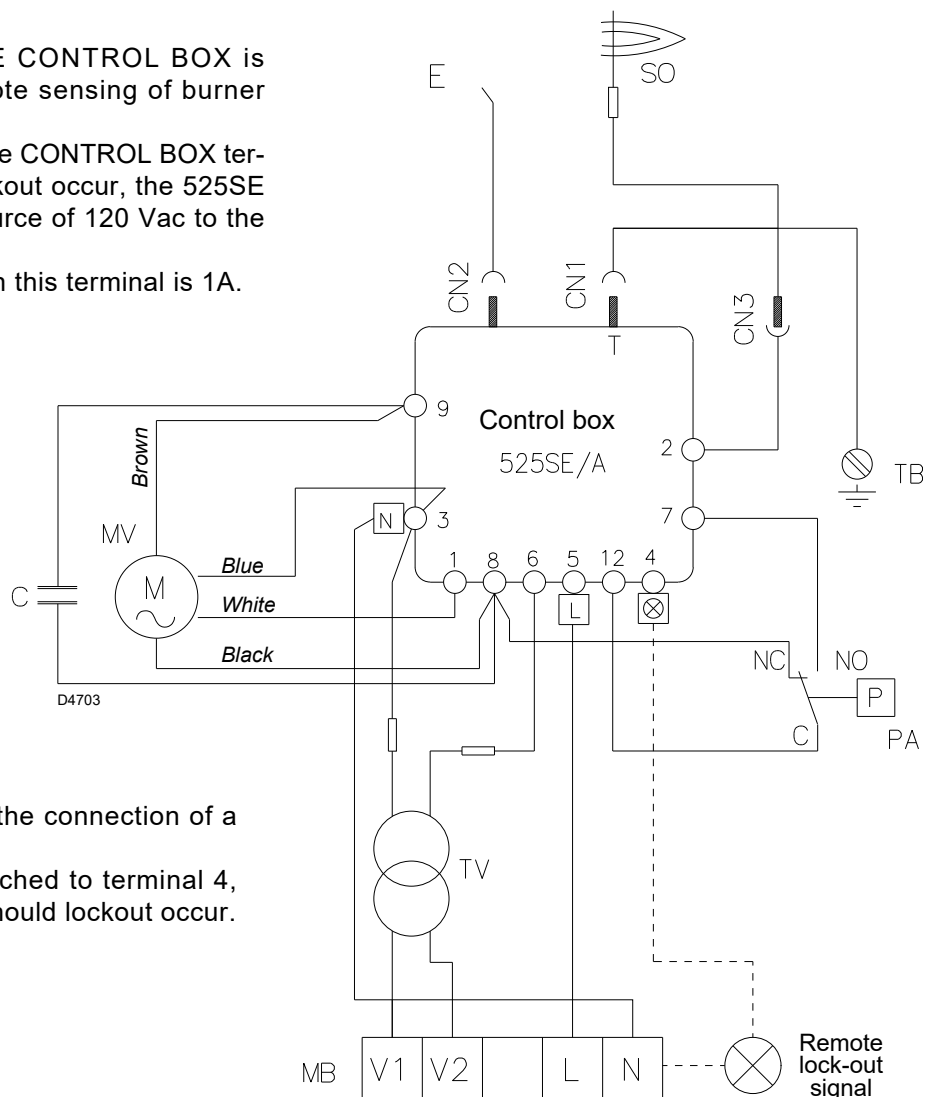 E CONTROL BOX is
ote sensing of burner
e CONTROL BOX ter-
kout occur, the 525SE
urce of 120 Vac to the
n this terminal is 1A.
E
SO
CN2
CN1
CN3
T
9
Control box
525SE/A
2
TB
Brown
N
3
7
MV
M
C
Blue
White
Black
1
8
6
5
12
4
L
D4703
NC
NO
P
C
PA
the connection of a
ched to terminal 4,
hould lockout occur.
TV
MB
V1
V2
L
N
Remote
lock-out
signal